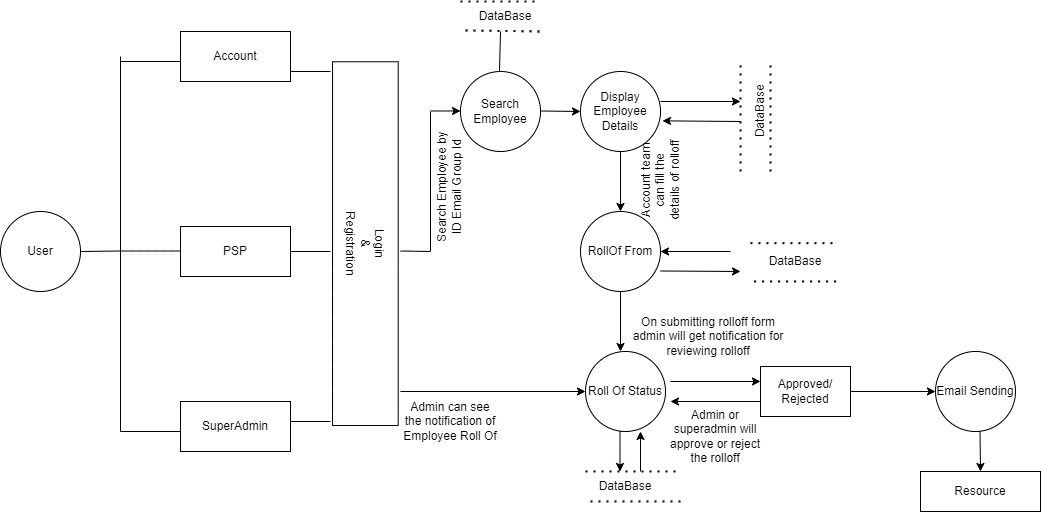 DataBase
Account
Search
Employee
Display
Employee
Details
DataBase
Search Employee by
ID Email Group Id
Account team
can fill the
details of rolloff
User
PSP
Login
&
Registration
RollOf From
DataBase
On submitting rolloff form
admin will get notification for
reviewing rolloff
Roll Of Status
Approved/
Rejected
Email Sending
SuperAdmin
Admin can see
the notification of
Employee Roll Of
Admin or
superadmin will
approve or reject
the rolloff
DataBase
Resource